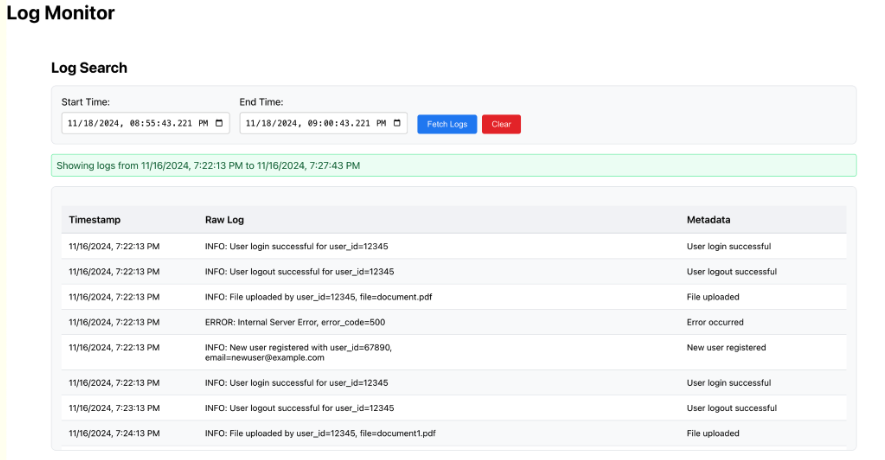 Log Monitor
Log Search
Start Time: End Time:
11/18/2024, 08:55:43.221 PM 11/18/2024, 09:00:43.221 PM Fetch Logs Clear
Showing logs from 11/16/2024, 7:22:13 PM to 11/16/2024, 7:27:43 PM
Timestamp Raw Log Metadata
11/16/2024, 7:22:13 PM INFO: User login successful for user_id=12345 User login successful
11/16/2024, 7:22:13 PM INFO: User logout successful for user_id=12345 User logout successful
11/16/2024, 7:22:13 PM INFO: File uploaded by user_id=12345, file=document.pdf File uploaded
11/16/2024, 7:22:13 PM ERROR: Internal Server Error, error_code=500 Error occurred
11/16/2024, 7:22:13 PM INFO: New user registered with user_id=67890, New user registered
email=newuser@example.com
11/16/2024, 7:22:13 PM INFO: User login successful for user_id=12345 User login successful
11/16/2024, 7:23:13 PM INFO: User logout successful for user_id=12345 User logout successful
11/16/2024, 7:24:13 PM INFO: File uploaded by user_id=12345, file=document1.pdf File uploaded